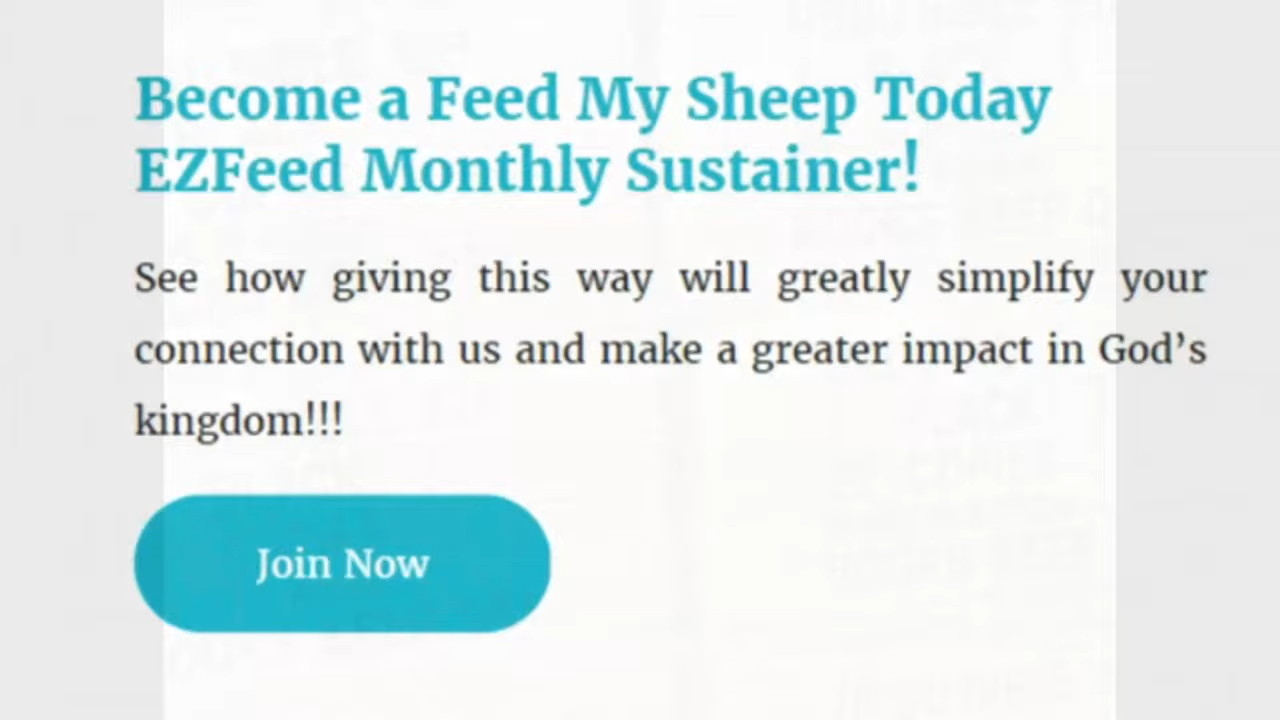 Become a Feed My Sheep Today
EZFeed Monthly Sustainer!
See how giving this way will greatly simplify your
connection with us and make a greater impact in God’s
kingdom!!!
Join Now